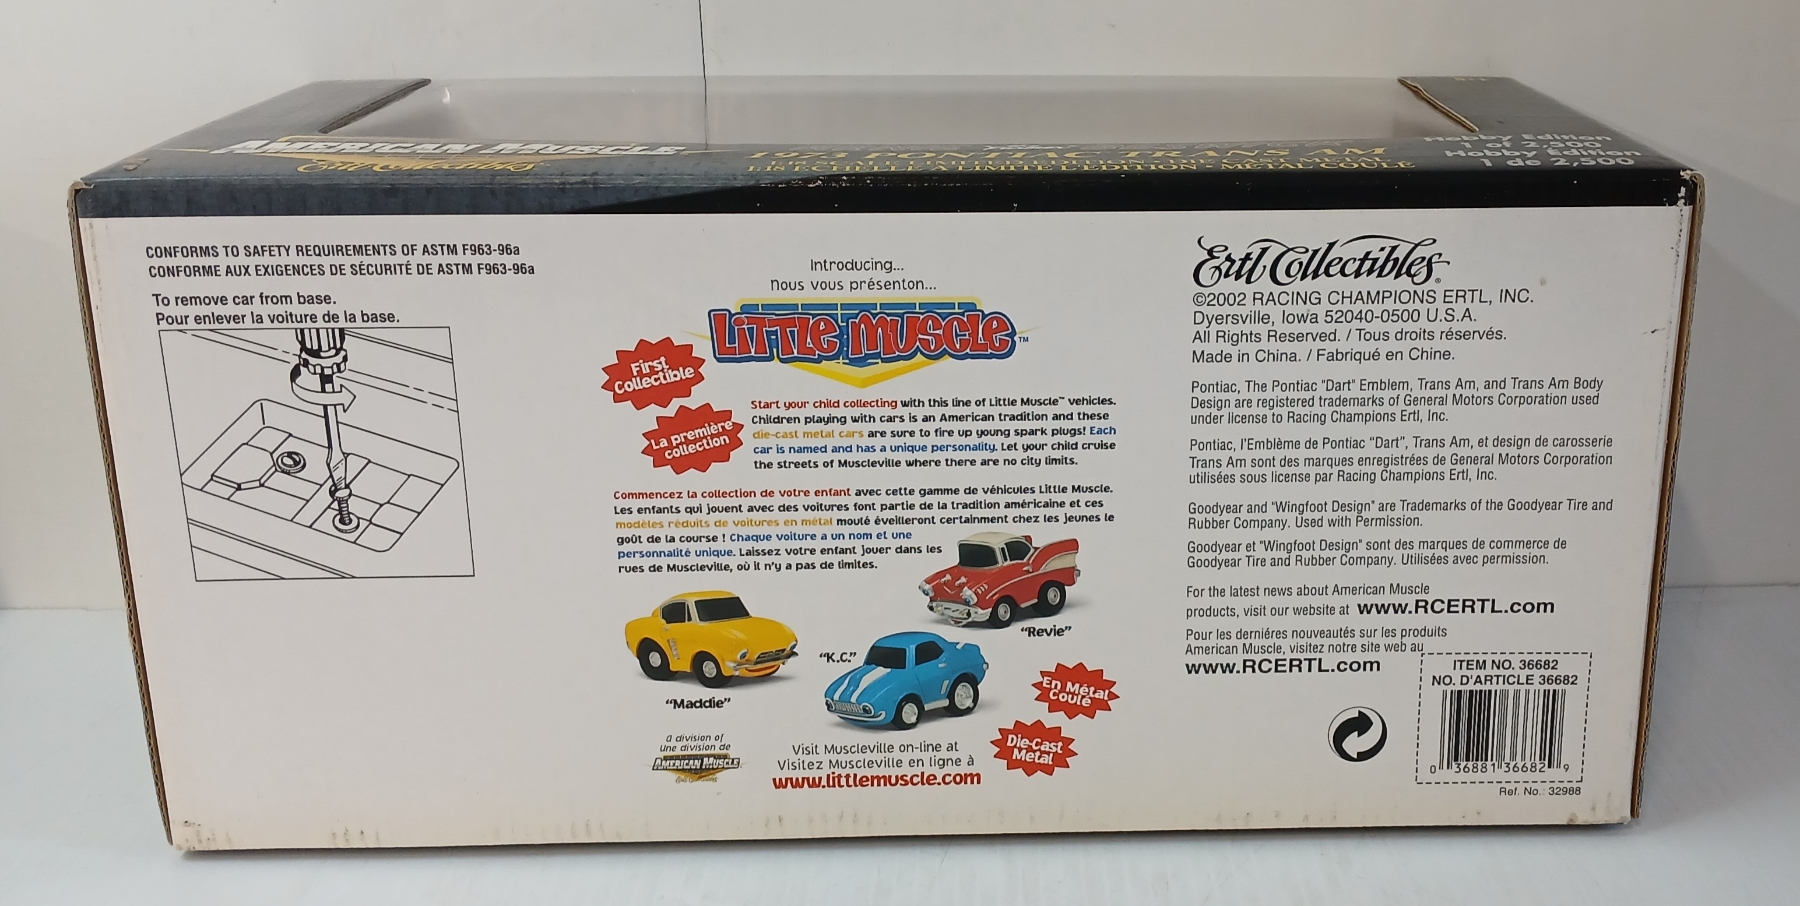 AMERICAN MUSCLE
Ertl Collectibles
1973 PONTIAC TRANS AM
1:18 SCALE LIMITED EDITION - DIE CAST METAL
1:18 ECHELLE À LIMITE L'EDITION - METAL COULÉ
Hobby Edition
1 of 2,500
Hobby Edition
1 de 2,500
CONFORMS TO SAFETY REQUIREMENTS OF ASTM F963-96a
CONFORME AUX EXIGENCES DE SÉCURITÉ DE ASTM F963-96a
To remove car from base.
Pour enlever la voiture de la base.
Introducing...
Nous vous présenton...
LITTLE MUSCLE™
First
Collectible
La première
collection
Start your child collecting with this line of Little Muscle™ vehicles.
Children playing with cars is an American tradition and these
die-cast metal cars are sure to fire up young spark plugs! Each
car is named and has a unique personality. Let your child cruise
the streets of Muscleville where there are no city limits.
Commencez la collection de votre enfant avec cette gamme de véhicules Little Muscle.
Les enfants qui jouent avec des voitures font partie de la tradition américaine et ces
modèles réduits de voitures en métal moulé éveilleront certainment chez les jeunes le
goût de la course ! Chaque voiture a un nom et une
personnalité unique. Laissez votre enfant jouer dans les
rues de Muscleville, où il n'y a pas de limites.
"Revie"
"K.C."
"Maddie"
En Métal
Coulé
Die-Cast
Metal
a division of
une division de
AMERICAN MUSCLE
Ertl Collectibles
Visit Muscleville on-line at
Visitez Muscleville en ligne à
www.littlemuscle.com
Ertl Collectibles®
©2002 RACING CHAMPIONS ERTL, INC.
Dyersville, Iowa 52040-0500 U.S.A.
All Rights Reserved. / Tous droits réservés.
Made in China. / Fabriqué en Chine.
Pontiac, The Pontiac "Dart" Emblem, Trans Am, and Trans Am Body
Design are registered trademarks of General Motors Corporation used
under license to Racing Champions Ertl, Inc.
Pontiac, l'Emblème de Pontiac "Dart", Trans Am, et design de carosserie
Trans Am sont des marques enregistrées de General Motors Corporation
utilisées sous license par Racing Champions Ertl, Inc.
Goodyear and "Wingfoot Design" are Trademarks of the Goodyear Tire and
Rubber Company. Used with Permission.
Goodyear et "Wingfoot Design" sont des marques de commerce de
Goodyear Tire and Rubber Company. Utilisées avec permission.
For the latest news about American Muscle
products, visit our website at www.RCERTL.com
Pour les derniéres nouveautés sur les produits
American Muscle, visitez notre site web au
www.RCERTL.com
ITEM NO. 36682
NO. D'ARTICLE 36682
0 36881 36682 9
Ref. No.: 32988